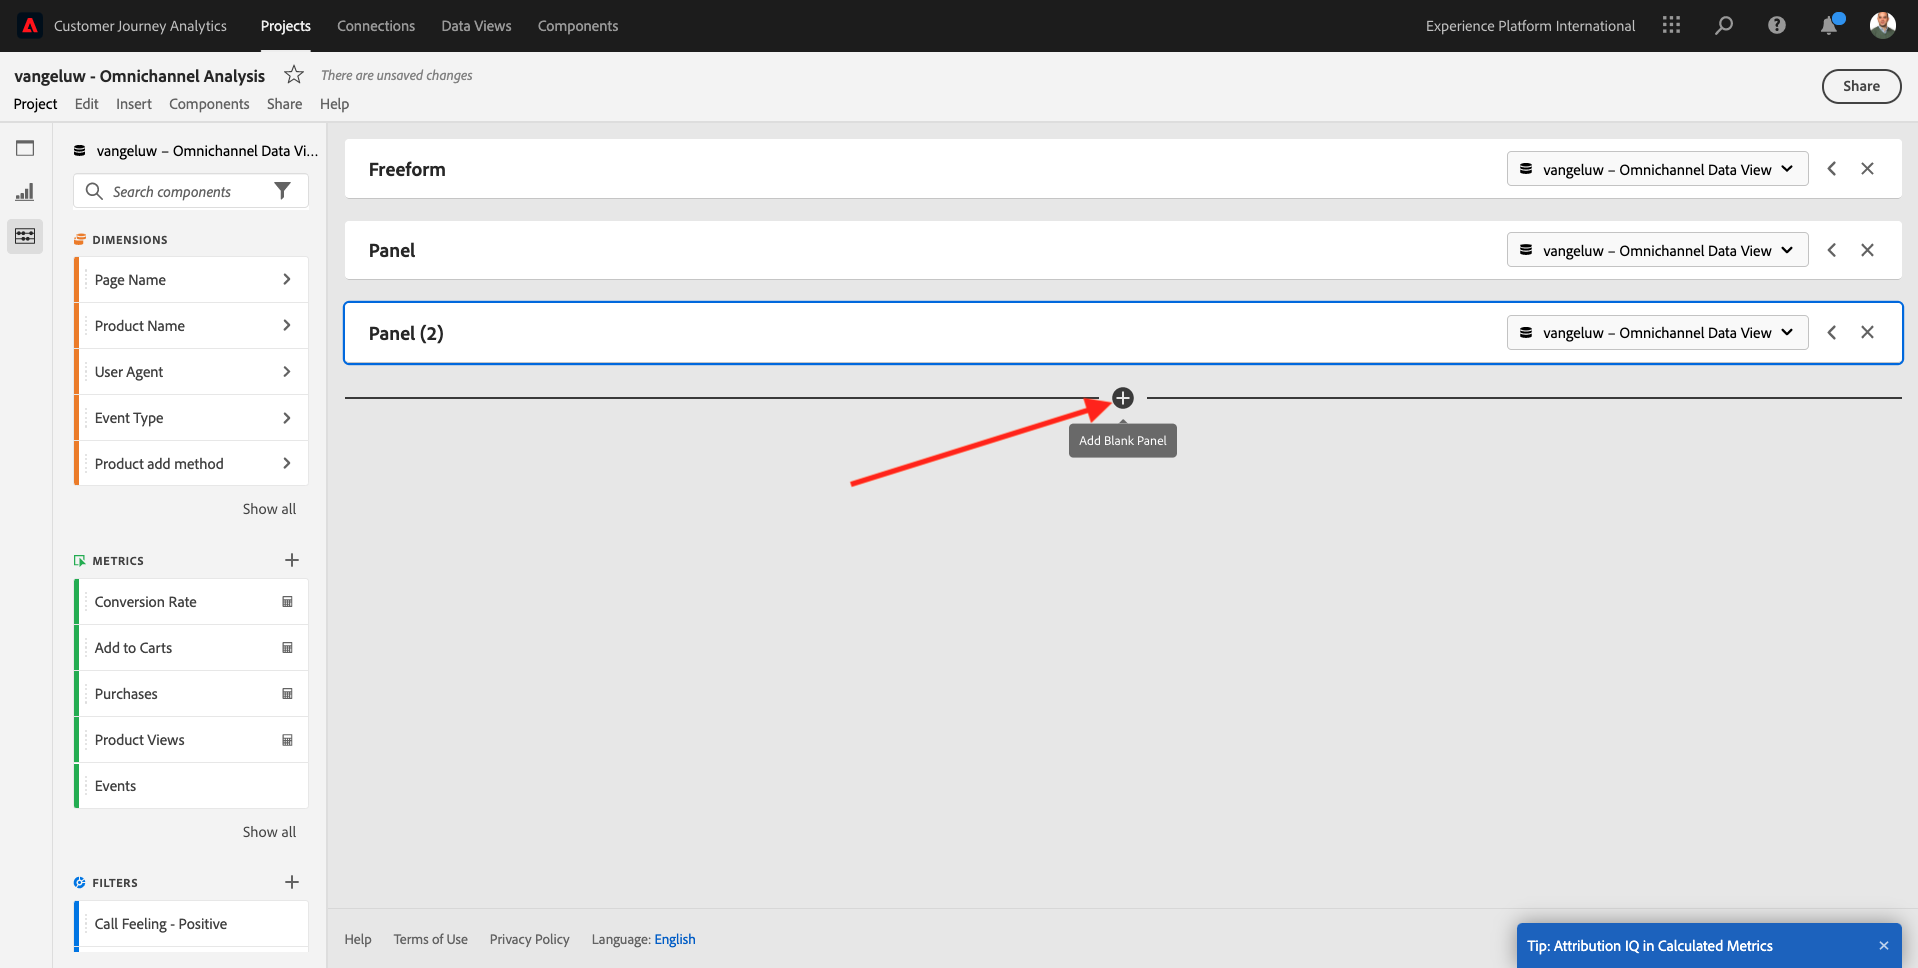 Customer Journey Analytics Projects Connections Data Views Components Experience Platform International
vangeluw - Omnichannel Analysis There are unsaved changes
Project Edit Insert Components Share Help
Share
vangeluw – Omnichannel Data Vi...
Search components
DIMENSIONS
Page Name
Product Name
User Agent
Event Type
Product add method
Show all
METRICS
Conversion Rate
Add to Carts
Purchases
Product Views
Events
Show all
FILTERS
Call Feeling - Positive
Freeform vangeluw – Omnichannel Data View
Panel vangeluw – Omnichannel Data View
Panel (2) vangeluw – Omnichannel Data View
Add Blank Panel
Help Terms of Use Privacy Policy Language: English
Tip: Attribution IQ in Calculated Metrics